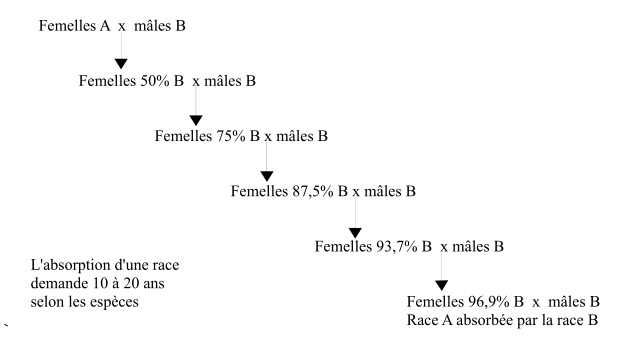 Femelles A x mâles B
Femelles 50% B x mâles B
Femelles 75% B x mâles B
Femelles 87,5% B x mâles B
Femelles 93,7% B x mâles B
L'absorption d'une race
demande 10 à 20 ans
selon les espèces
Femelles 96,9% B x mâles B
Race A absorbée par la race B